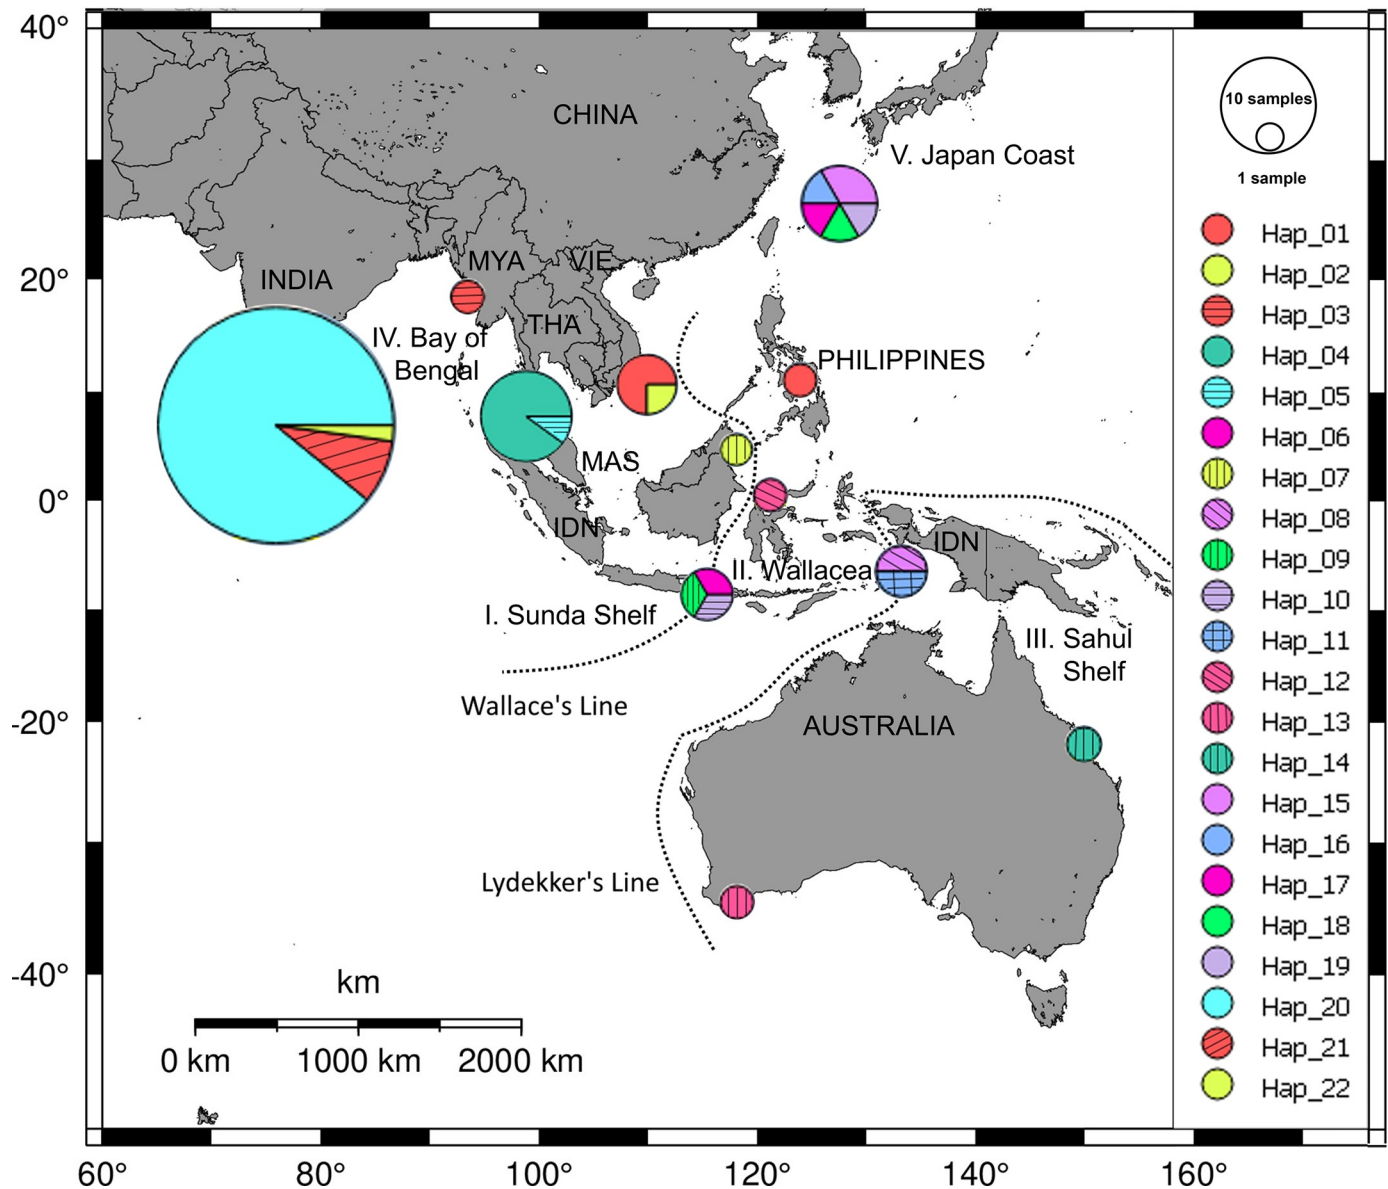 40°
20°
0°
-20°
-40°
60°
80°
100°
120°
140°
160°
CHINA
V. Japan Coast
INDIA
MYA
VIE
THA
IV. Bay of
Bengal
PHILIPPINES
MAS
IDN
IDN
II. Wallacea
I. Sunda Shelf
III. Sahul
Shelf
Wallace's Line
AUSTRALIA
Lydekker's Line
km
0 km
1000 km
2000 km
10 samples
1 sample
Hap_01
Hap_02
Hap_03
Hap_04
Hap_05
Hap_06
Hap_07
Hap_08
Hap_09
Hap_10
Hap_11
Hap_12
Hap_13
Hap_14
Hap_15
Hap_16
Hap_17
Hap_18
Hap_19
Hap_20
Hap_21
Hap_22